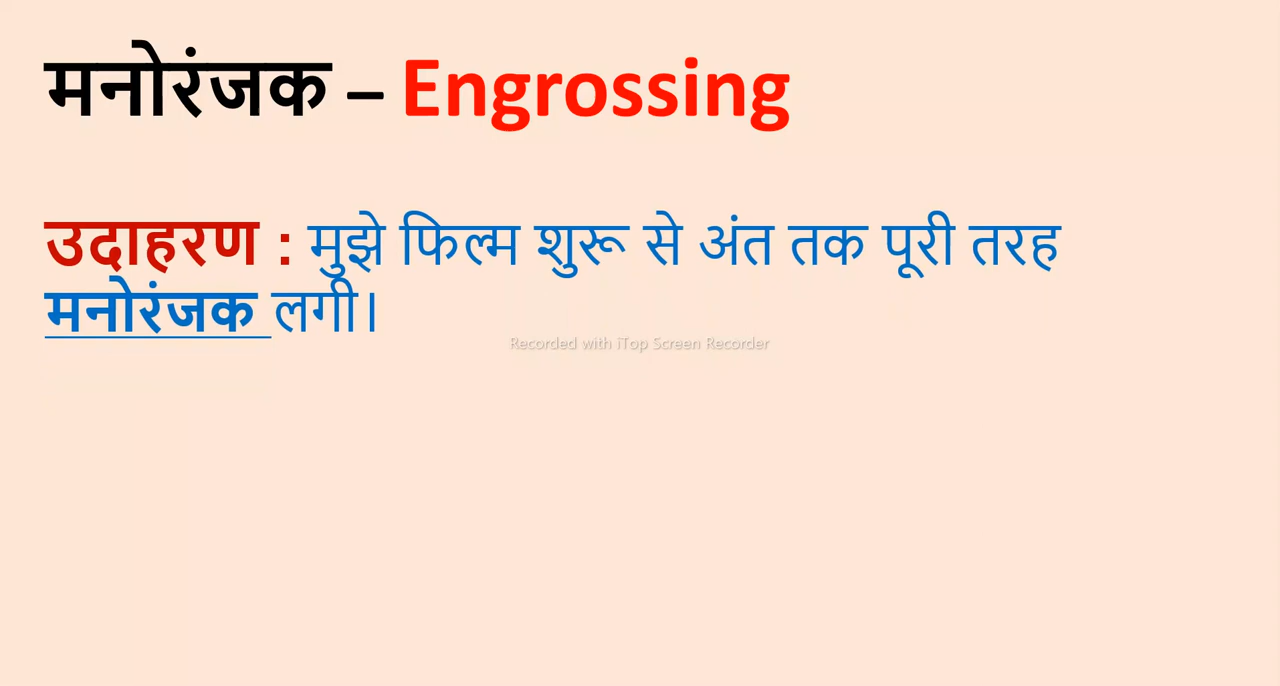 मनोरंजक – Engrossing
उदाहरण : मुझे फिल्म शुरू से अंत तक पूरी तरह
मनोरंजक लगी।
Recorded with iTop Screen Recorder